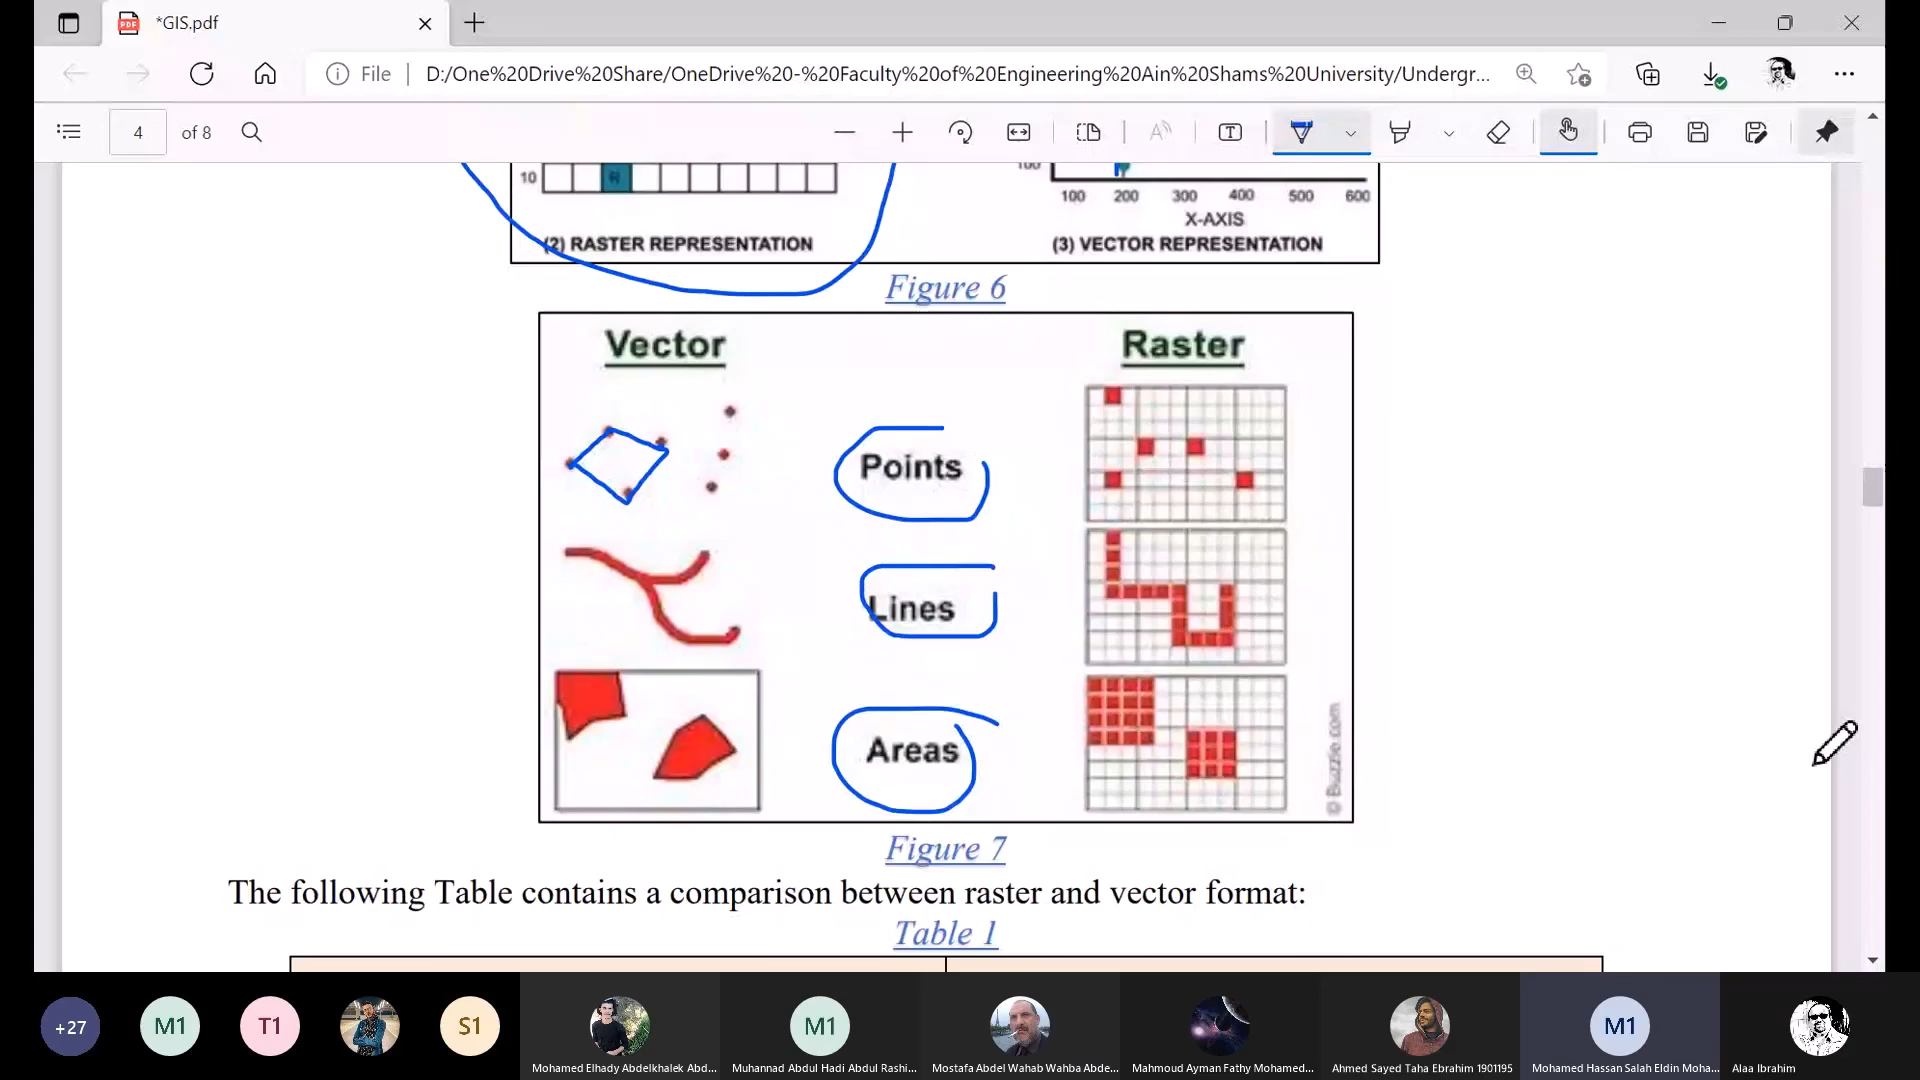 *GIS.pdf
File
D:/One%20Drive%20Share/OneDrive%20-%20Faculty%20of%20Engineering%20Ain%20Shams%20University/Undergr...
4 of 8
10
100
100 200 300 400 500 600
X-AXIS
(2) RASTER REPRESENTATION
(3) VECTOR REPRESENTATION
Figure 6
Vector
Raster
Points
Lines
Areas
© Buzzle.com
Figure 7
The following Table contains a comparison between raster and vector format:
Table 1
+27
M1
T1
S1
M1
M1
Mohamed Elhady Abdelkhalek Abd...
Muhannad Abdul Hadi Abdul Rashi...
Mostafa Abdel Wahab Wahba Abde...
Mahmoud Ayman Fathy Mohamed...
Ahmed Sayed Taha Ebrahim 1901195
Mohamed Hassan Salah Eldin Moha...
Alaa Ibrahim